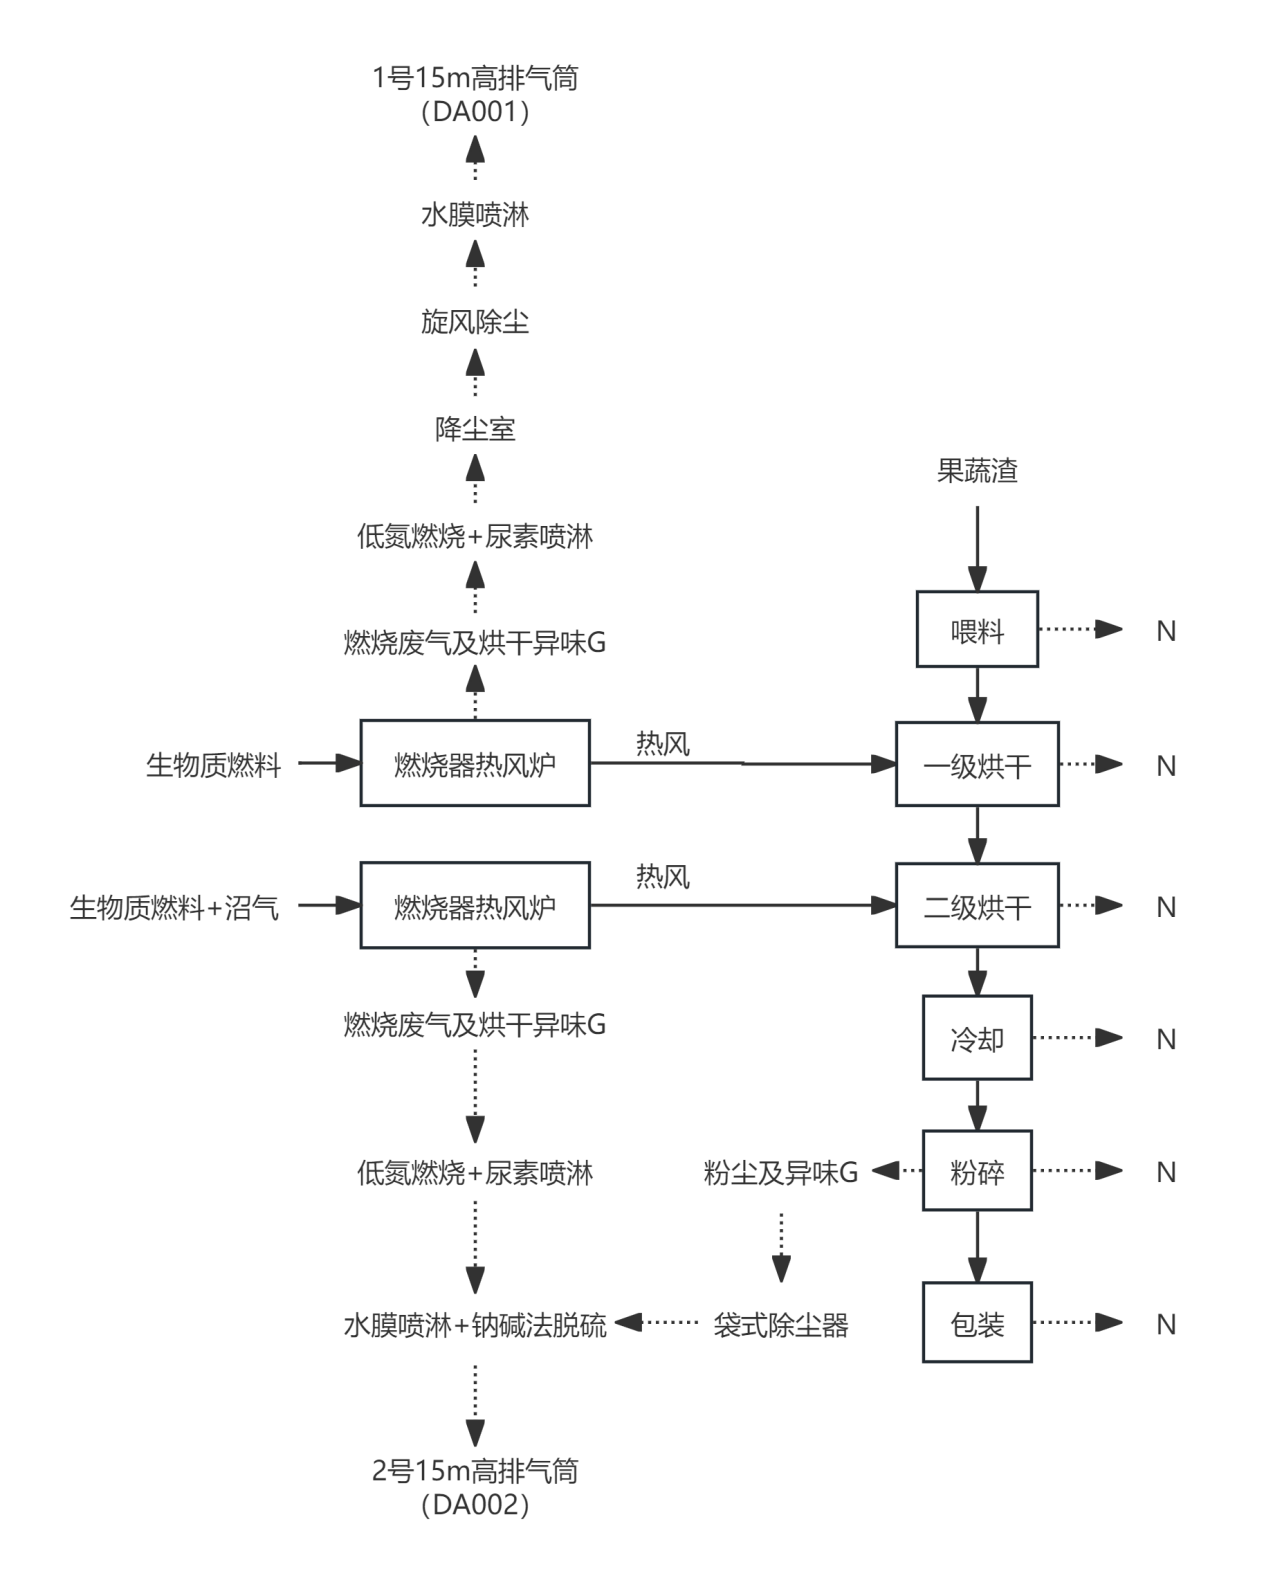 1号15m高排气筒
（DA001）
水膜喷淋
旋风除尘
降尘室
果蔬渣
低氮燃烧+尿素喷淋
喂料
N
燃烧废气及烘干异味G
热风
生物质燃料
燃烧器热风炉
一级烘干
N
热风
生物质燃料+沼气
燃烧器热风炉
二级烘干
N
燃烧废气及烘干异味G
冷却
N
低氮燃烧+尿素喷淋
粉尘及异味G
粉碎
N
水膜喷淋+钠碱法脱硫
袋式除尘器
包装
N
2号15m高排气筒
（DA002）